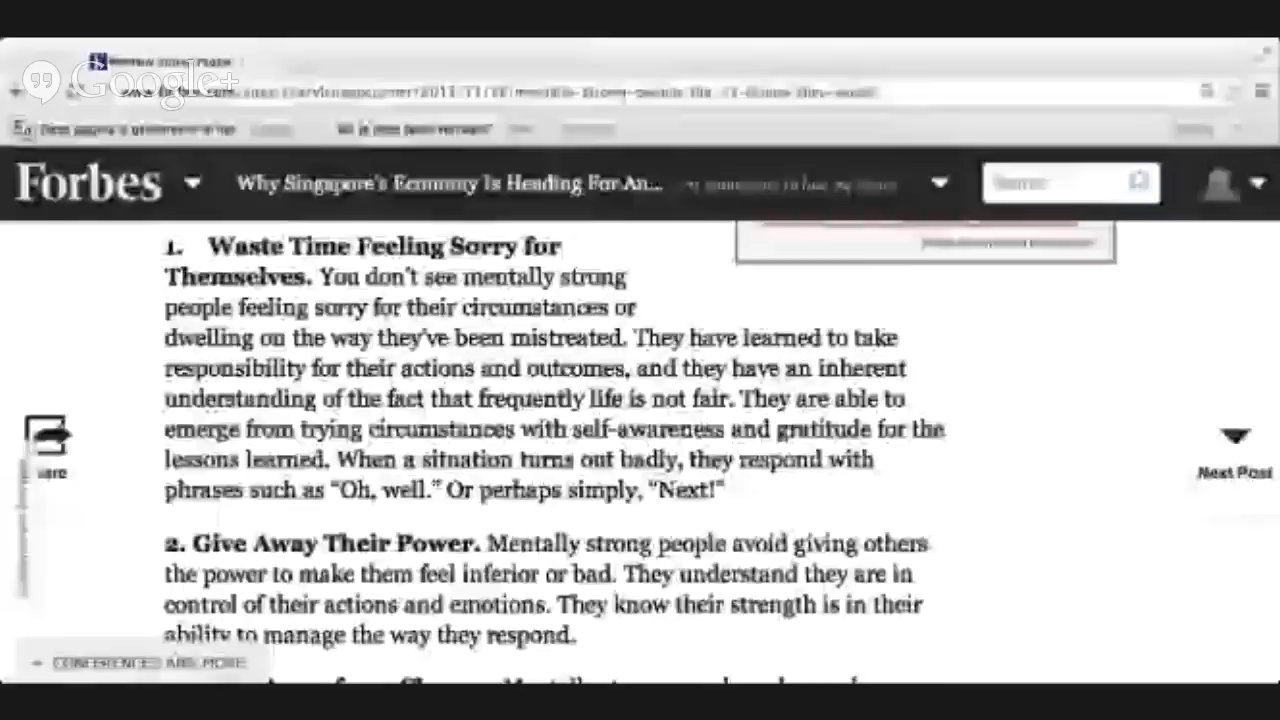 Google+
Forbes
Why Singapore's Economy Is Heading For An...
Search
1. Waste Time Feeling Sorry for
Themselves. You don't see mentally strong
people feeling sorry for their circumstances or
dwelling on the way they've been mistreated. They have learned to take
responsibility for their actions and outcomes, and they have an inherent
understanding of the fact that frequently life is not fair. They are able to
emerge from trying circumstances with self-awareness and gratitude for the
lessons learned. When a situation turns out badly, they respond with
phrases such as “Oh, well.” Or perhaps simply, “Next!”
Next Post
2. Give Away Their Power. Mentally strong people avoid giving others
the power to make them feel inferior or bad. They understand they are in
control of their actions and emotions. They know their strength is in their
ability to manage the way they respond.
CONFERENCES AND MORE